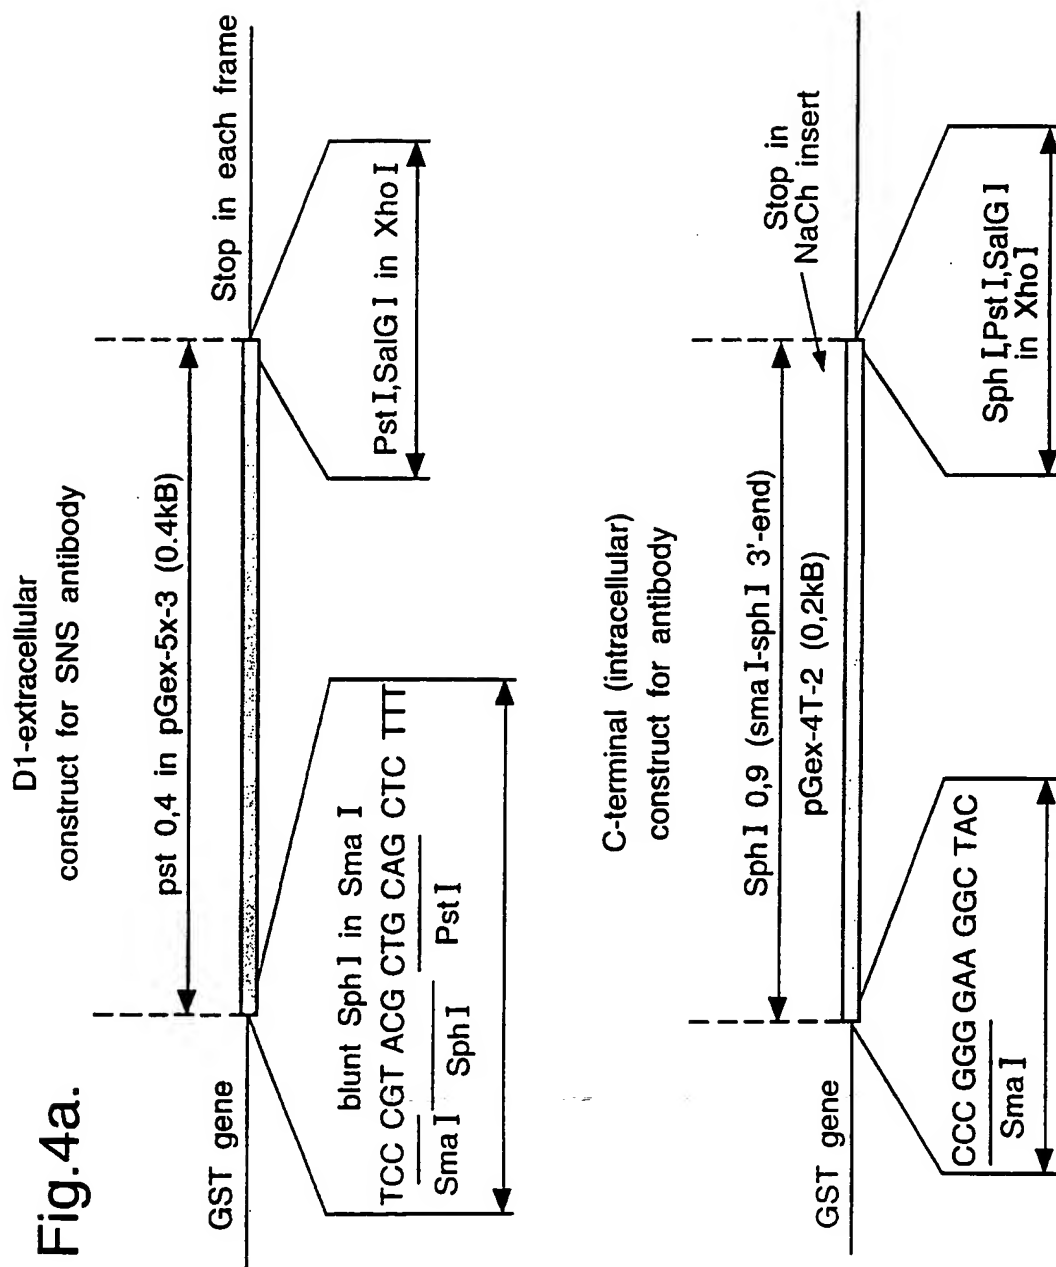 Fig.4a.
D1-extracellular
construct for SNS antibody
pst 0,4 in pGex-5x-3 (0.4kB)
GST gene
Stop in each frame
blunt Sph I in Sma I
TCC CGT ACG CTG CAG CTC TTT
Sma I Sph I Pst I
Pst I,SalG I in Xho I
C-terminal (intracellular)
construct for antibody
Sph I 0,9 (sma I-sph I 3'-end)
pGex-4T-2 (0,2kB)
GST gene
Stop in
NaCh insert
CCC GGG GAA GGC TAC
Sma I
Sph I,Pst I,SalG I
in Xho I